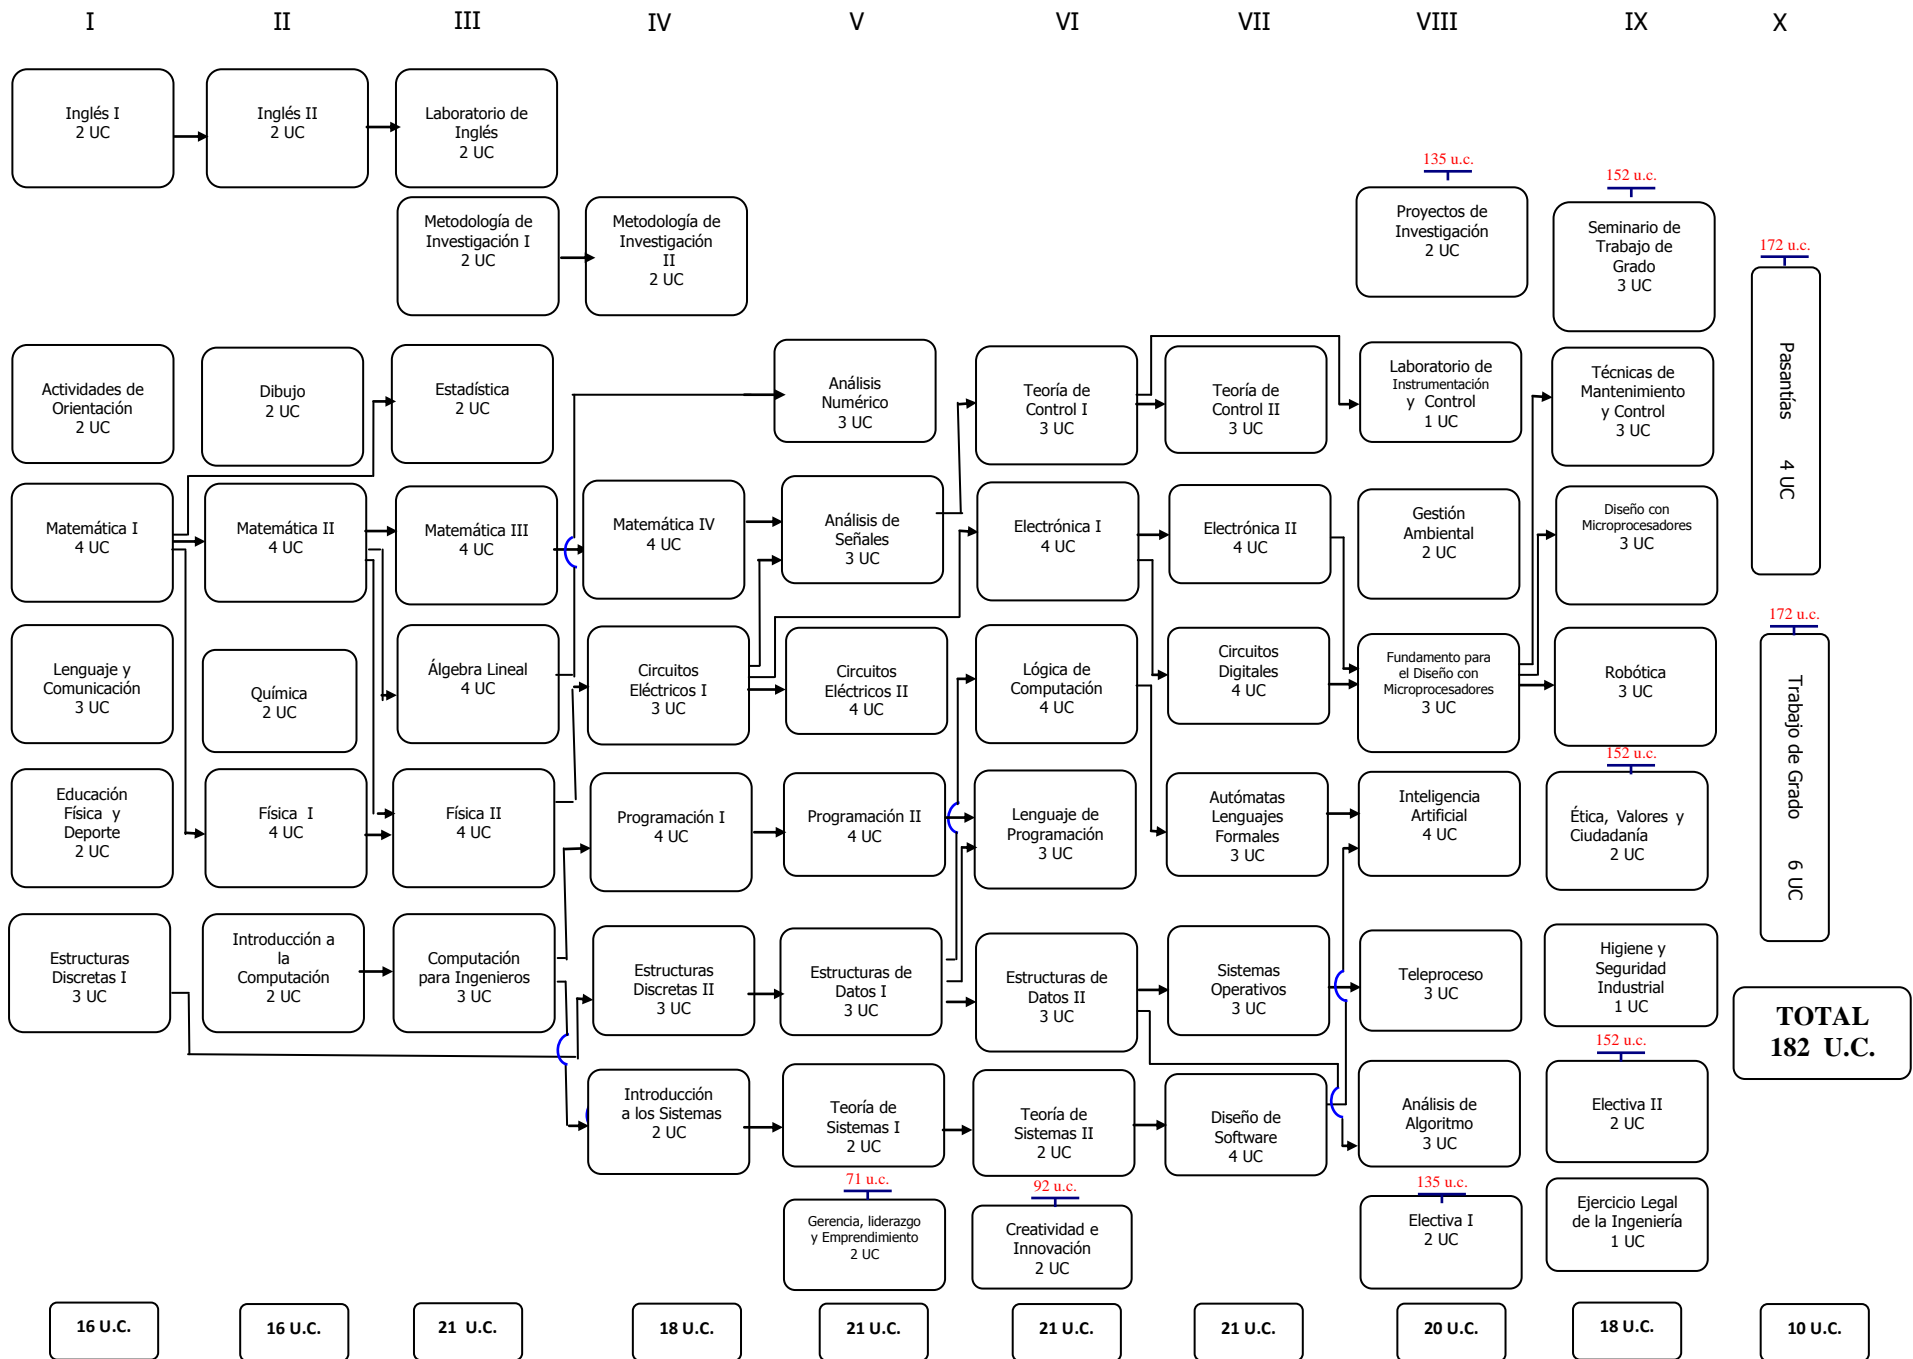 I
II
III
IV
V
VI
VII
VIII
IX
X
Inglés I
2 UC
Inglés II
2 UC
Laboratorio de
Inglés
2 UC
135 u.c.
152 u.c.
Metodología de
Investigación I
2 UC
Metodología de
Investigación
II
2 UC
Proyectos de
Investigación
2 UC
Seminario de
Trabajo de
Grado
3 UC
172 u.c.
Pasantías 4 UC
Actividades de
Orientación
2 UC
Dibujo
2 UC
Estadística
2 UC
Análisis
Numérico
3 UC
Teoría de
Control I
3 UC
Teoría de
Control II
3 UC
Laboratorio de
Instrumentación
y Control
1 UC
Técnicas de
Mantenimiento
y Control
3 UC
Matemática I
4 UC
Matemática II
4 UC
Matemática III
4 UC
Matemática IV
4 UC
Análisis de
Señales
3 UC
Electrónica I
4 UC
Electrónica II
4 UC
Gestión
Ambiental
2 UC
Diseño con
Microprocesadores
3 UC
172 u.c.
Trabajo de Grado 6 UC
Lenguaje y
Comunicación
3 UC
Química
2 UC
Álgebra Lineal
4 UC
Circuitos
Eléctricos I
3 UC
Circuitos
Eléctricos II
4 UC
Lógica de
Computación
4 UC
Circuitos
Digitales
4 UC
Fundamento para
el Diseño con
Microprocesadores
3 UC
Robótica
3 UC
152 u.c.
Educación
Física y
Deporte
2 UC
Física I
4 UC
Física II
4 UC
Programación I
4 UC
Programación II
4 UC
Lenguaje de
Programación
3 UC
Autómatas
Lenguajes
Formales
3 UC
Inteligencia
Artificial
4 UC
Ética, Valores y
Ciudadanía
2 UC
Estructuras
Discretas I
3 UC
Introducción a
la
Computación
2 UC
Computación
para Ingenieros
3 UC
Estructuras
Discretas II
3 UC
Estructuras de
Datos I
3 UC
Estructuras de
Datos II
3 UC
Sistemas
Operativos
3 UC
Teleproceso
3 UC
Higiene y
Seguridad
Industrial
1 UC
TOTAL
182 U.C.
152 u.c.
Introducción
a los Sistemas
2 UC
Teoría de
Sistemas I
2 UC
Teoría de
Sistemas II
2 UC
Diseño de
Software
4 UC
Análisis de
Algoritmo
3 UC
Electiva II
2 UC
71 u.c.
92 u.c.
135 u.c.
Gerencia, liderazgo
y Emprendimiento
2 UC
Creatividad e
Innovación
2 UC
Electiva I
2 UC
Ejercicio Legal
de la Ingeniería
1 UC
16 U.C.
16 U.C.
21 U.C.
18 U.C.
21 U.C.
21 U.C.
21 U.C.
20 U.C.
18 U.C.
10 U.C.